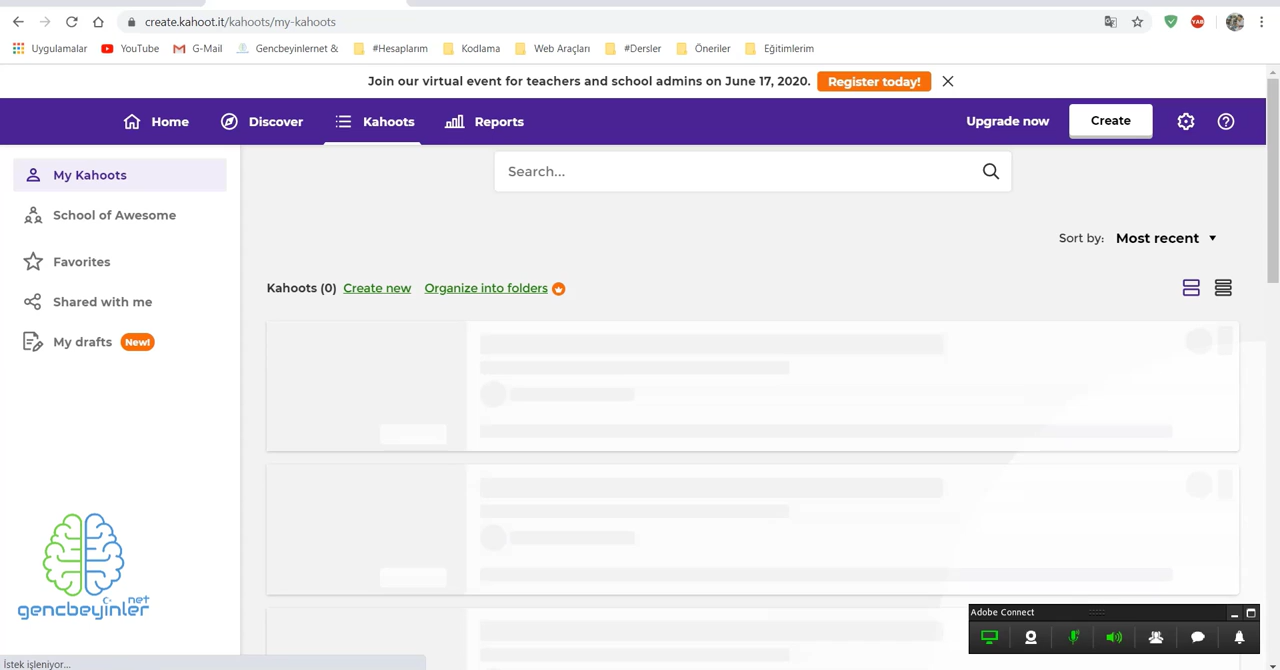 create.kahoot.it/kahoots/my-kahoots
Uygulamalar YouTube G-Mail Gencbeyinlernet & #Hesaplarım Kodlama Web Araçları #Dersler Öneriler Eğitimlerim
Join our virtual event for teachers and school admins on June 17, 2020. Register today!
Home Discover Kahoots Reports Upgrade now Create
My Kahoots
Search...
School of Awesome
Sort by: Most recent
Favorites
Kahoots (0) Create new Organize into folders
Shared with me
My drafts New!
gencbeyinler.net
Adobe Connect
İstek işleniyor...